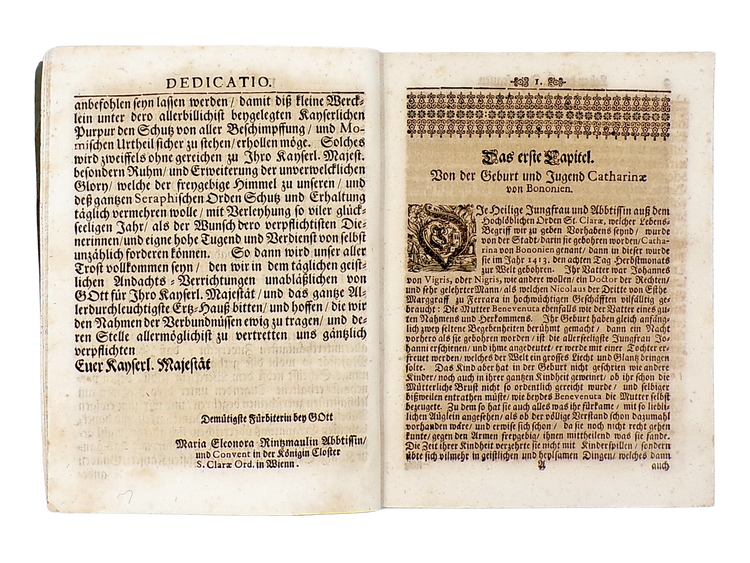 DEDICATIO.
anbefohlen seyn lassen werden / damit diß kleine Werck-
lein unter dero allerbillichist beygelegten Kayserlichen
Purpur den Schutz von aller Beschimpffung / und Mo-
mischen Urtheil sicher zu stehen / erhollen möge. Solches
wird zweiffels ohne gereichen zu Ihro Kayserl. Majest.
besondern Ruhm / und Erweiterung der unverwelcklichen
Glory / welche der freygebige Himmel zu unseren / und
deß gantzen Seraphischen Orden Schutz und Erhaltung
täglich vermehren wolle / mit Verleyhung so viler glück-
seeligen Jahr / als der Wunsch dero verpflichtisten Die-
nerinnen / und eigne hohe Tugend und Verdienst von selbst
unzählich forderen können. So dann wird unser aller
Trost vollkommen seyn / den wir in dem täglichen geist-
lichen Andachts-Verrichtungen unabläßlichen von
GOtt für Ihro Kayserl. Majestät / und das gantze Al-
lerdurchleuchtigste Ertz-Hauß bitten / und hoffen / die wir
den Nahmen der Verbundnüssen ewig zu tragen / und de-
ren Stelle allermöglichist zu vertretten uns gäntzlich
verpflichten
Euer Kayserl. Majestät
Demütigste Fürbiterin bey GOtt
Maria Eleonora Rintzmaulin Abbtissin /
und Convent in der Königin Closter
S. Claræ Ord. in Wienn.
1.
Das erste Capitel.
Von der Geburt und Jugend Catharinæ
von Bononien.
DIe Heilige Jungfrau und Abbtissin auß dem
Hochlöblichen Orden St. Claræ, welcher Lebens-
Begriff wir zu geben Vorhabens seynd / wurde
von der Stadt / darin sie gebohren worden / Catha-
rina von Bononien genant / dann in dieser wurde
sie im Jahr 1413. den achten Tag Herbstmonats
zur Welt gebohren. Ihr Vatter war Johannes
von Vigris, oder Nigris, wie andere wollen / ein Doctor der Rechten /
und sehr gelehrter Mann / als welchen Nicolaus der Dritte von Esthe
Marggraff zu Ferrara in hochwüchtigen Geschäfften vilfältig ge-
braucht: Die Mutter Benvenuta ebenfals wie der Vatter eines gu-
ten Nahmens und Herkommens. Ihr Geburt haben gleich anfäng-
lich zwey seltene Begebenheiten berühmt gemacht / dann ein Nacht
vorhero als sie gebohren worden / ist die allerseeligste Jungfrau Jo-
hanni erschienen / und ihme angedeutet / er werde mit einer Tochter er-
freuet werden / welches der Welt ein grosses Liecht und Glantz bringen
solte. Das Kind aber hat in der Geburt nicht geschrien wie andere
Kinder / noch auch in ihrer gantzen Kindheit geweinet / ob ihr schon die
Mütterliche Brust nicht so ordentlich gereicht wurde / und selbiger
bißweilen entrathen müste / wie beydes Benevenuta die Mutter selbst
bezeugete. Zu dem so hat sie auch alles was ihr fürkame / mit so liebli-
chen Äuglein angesehen / als ob der völlige Verstand schon dazumahl
vorhanden wäre / und erwise sich schon / da sie noch nicht recht gehen
kunte / gegen den Armen freygebig / ihnen mittheilend was sie fande.
Die Zeit ihrer Kindheit verzehrte sie nicht mit Kinderspillen / sondern
übte sich vilmehr in geistlichen und heylsamen Dingen / welches dann
A auch